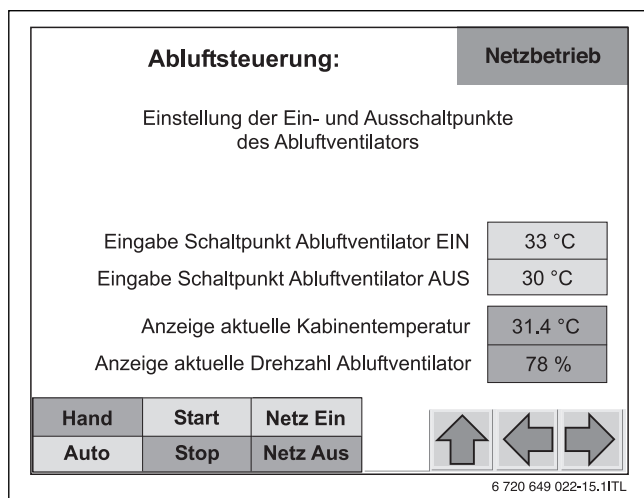 Abluftsteuerung:
Netzbetrieb
Einstellung der Ein- und Ausschaltpunkte
des Abluftventilators
Eingabe Schaltpunkt Abluftventilator EIN 33 °C
Eingabe Schaltpunkt Abluftventilator AUS 30 °C
Anzeige aktuelle Kabinentemperatur 31.4 °C
Anzeige aktuelle Drehzahl Abluftventilator 78 %
Hand Start Netz Ein
Auto Stop Netz Aus
6 720 649 022-15.1ITL